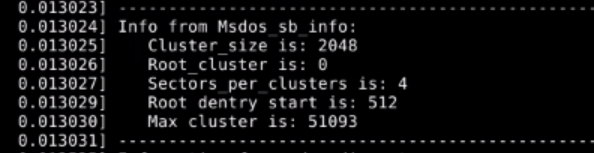 0.013023] --------------------------------------------------------
0.013024] Info from Msdos_sb_info:
0.013025]    Cluster_size is: 2048
0.013026]    Root_cluster is: 0
0.013027]    Sectors_per_clusters is: 4
0.013029]    Root dentry start is: 512
0.013030]    Max cluster is: 51093
0.013031] --------------------------------------------------------